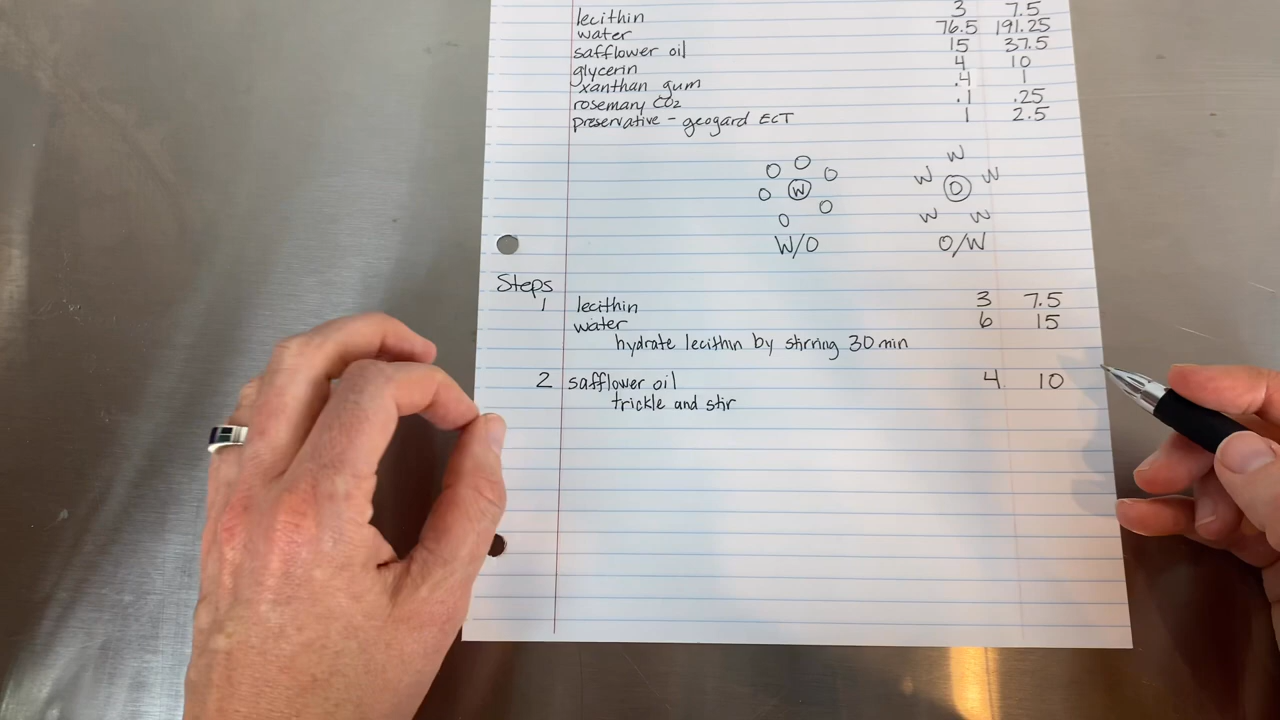 lecithin 3 7.5
water 76.5 191.25
safflower oil 15 37.5
glycerin 4 10
xanthan gum .4 1
rosemary CO2 .1 .25
preservative - geogard ECT 1 2.5
O O O W
O W O W O W
O O W W
W/O O/W
Steps
1 lecithin 3 7.5
water 6 15
hydrate lecithin by stirring 30 min
2 safflower oil 4 10
trickle and stir